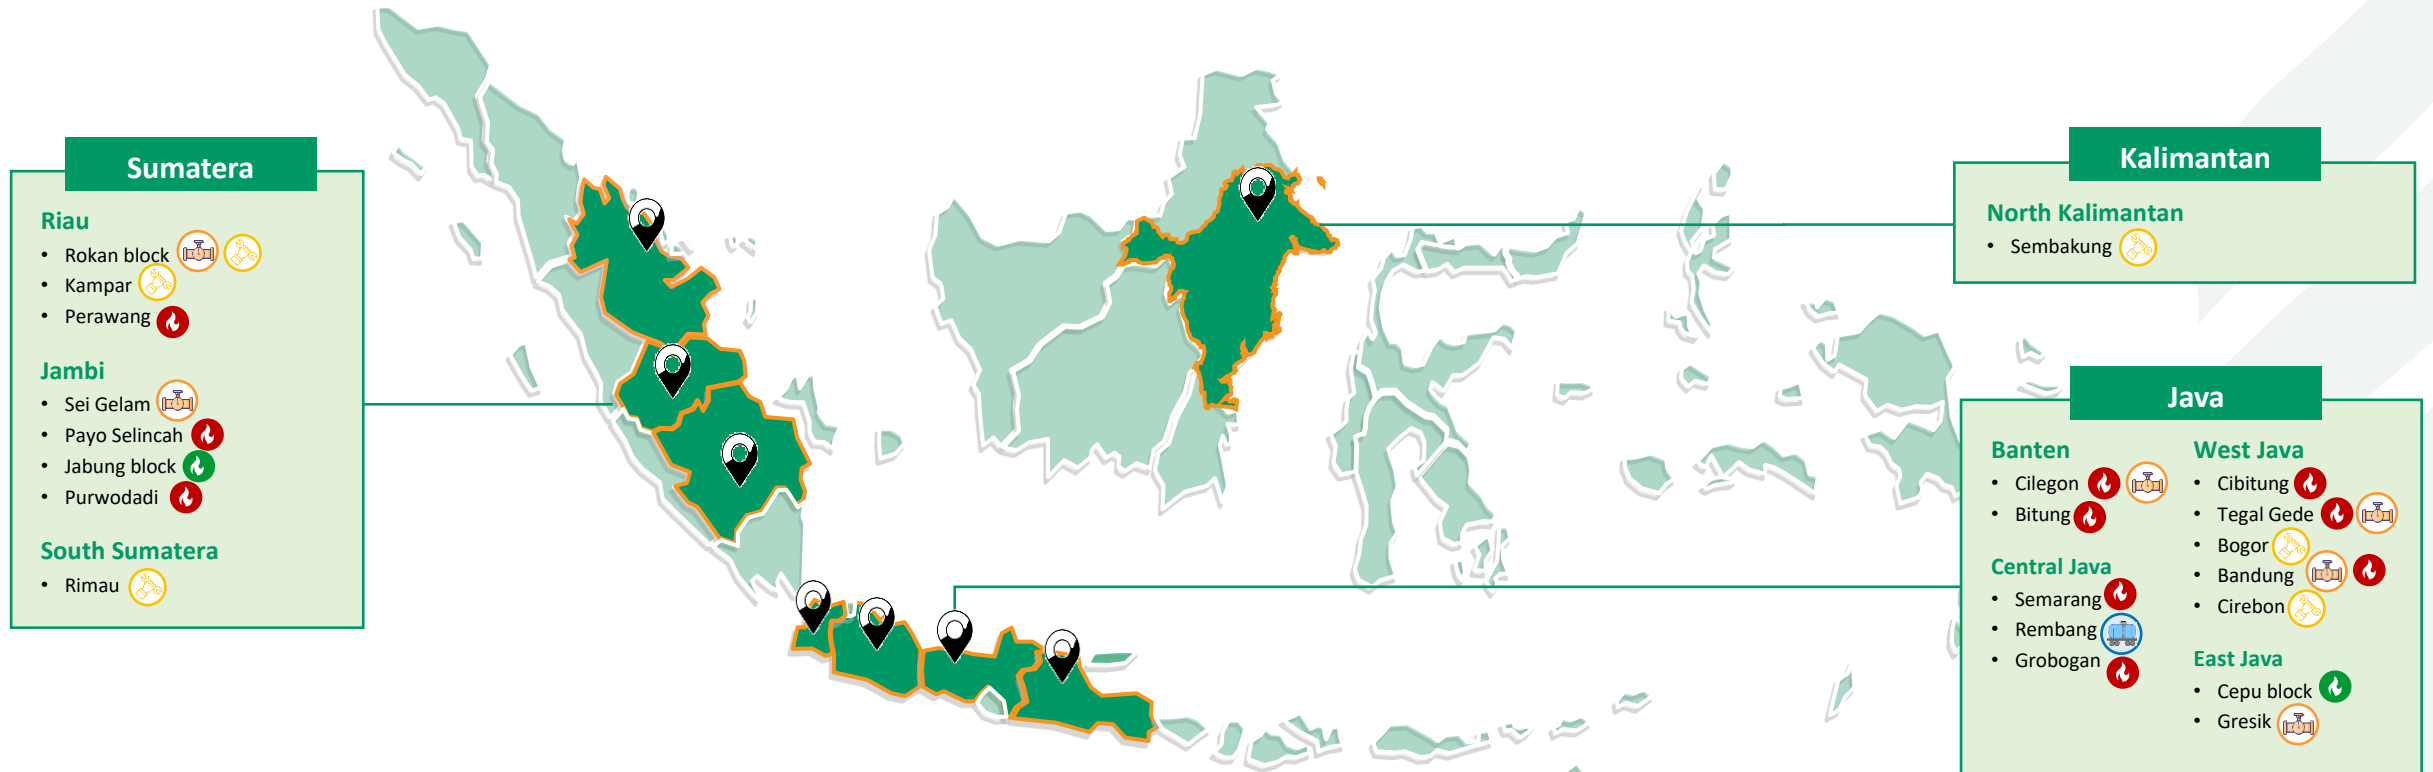 Sumatera
Riau
• Rokan block
• Kampar
• Perawang
Jambi
• Sei Gelam
• Payo Selincah
• Jabung block
• Purwodadi
South Sumatera
• Rimau
Kalimantan
North Kalimantan
• Sembakung
Java
Banten
• Cilegon
• Bitung
Central Java
• Semarang
• Rembang
• Grobogan
West Java
• Cibitung
• Tegal Gede
• Bogor
• Bandung
• Cirebon
East Java
• Cepu block
• Gresik